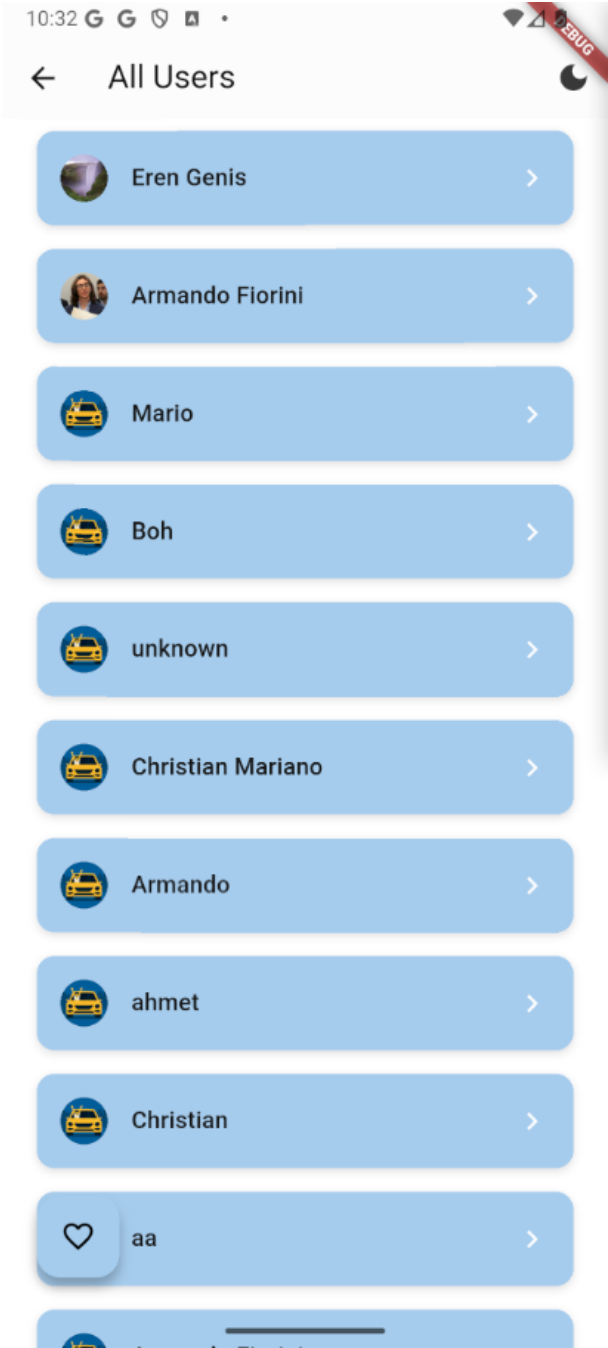 10:32 G G A
DEBUG
All Users
Eren Genis
Armando Fiorini
Mario
Boh
unknown
Christian Mariano
Armando
ahmet
Christian
aa